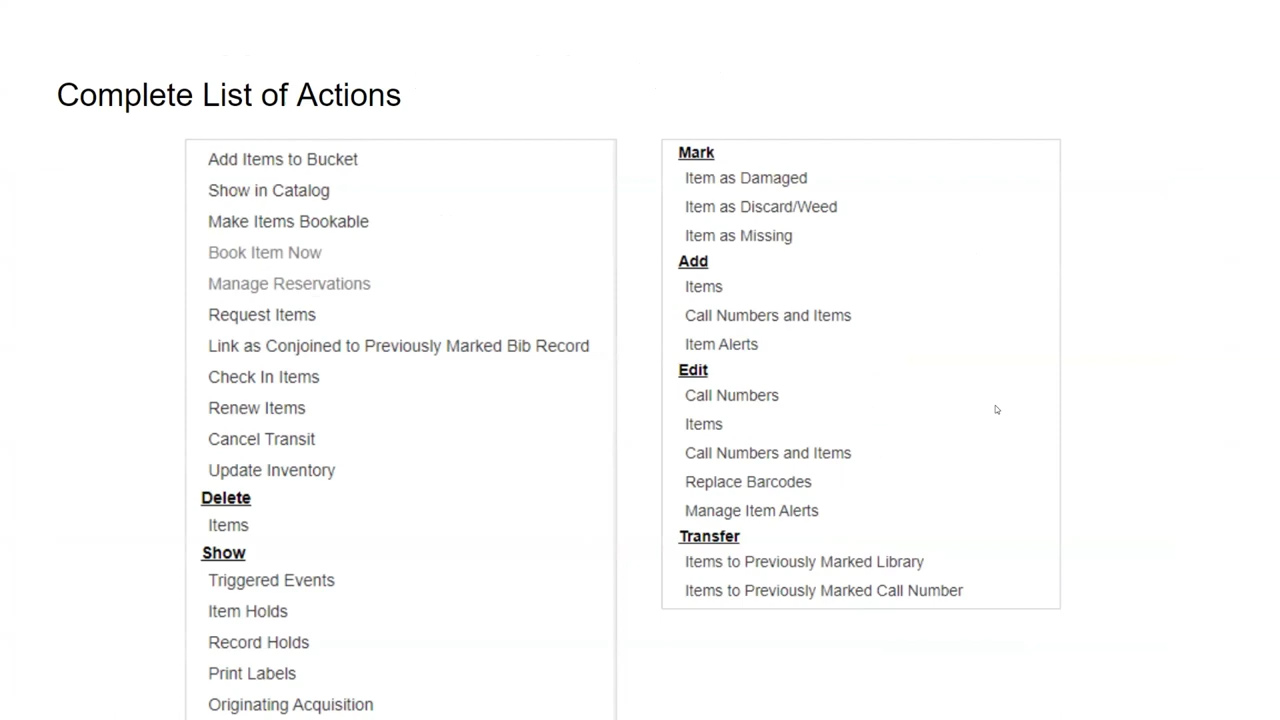 Complete List of Actions
Add Items to Bucket
Show in Catalog
Make Items Bookable
Book Item Now
Manage Reservations
Request Items
Link as Conjoined to Previously Marked Bib Record
Check In Items
Renew Items
Cancel Transit
Update Inventory
Delete
Items
Show
Triggered Events
Item Holds
Record Holds
Print Labels
Originating Acquisition
Mark
Item as Damaged
Item as Discard/Weed
Item as Missing
Add
Items
Call Numbers and Items
Item Alerts
Edit
Call Numbers
Items
Call Numbers and Items
Replace Barcodes
Manage Item Alerts
Transfer
Items to Previously Marked Library
Items to Previously Marked Call Number